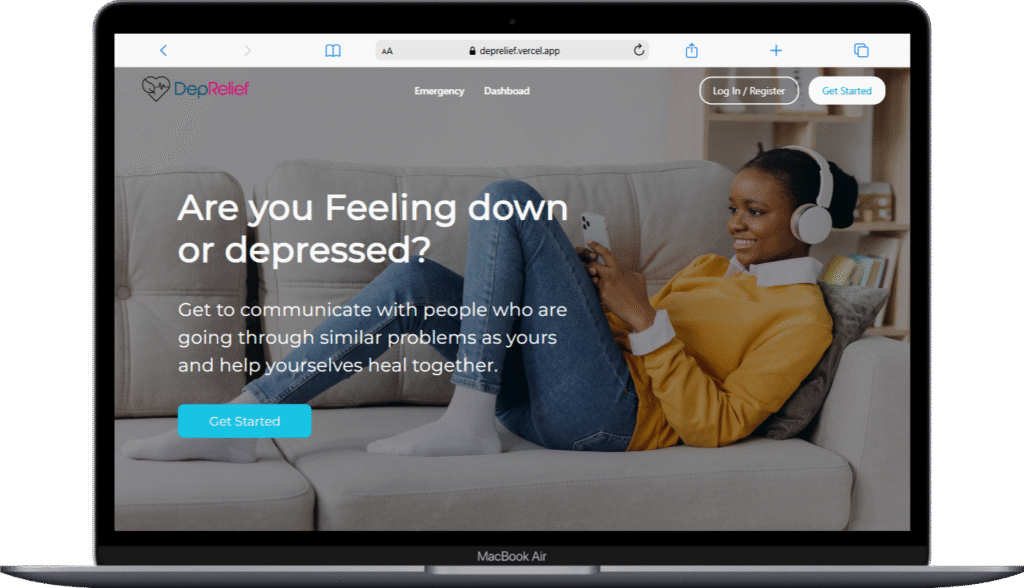 AA
deprelief.vercel.app
DepRelief
Emergency
Dashboad
Log In / Register
Get Started
Are you Feeling down
or depressed?
Get to communicate with people who are
going through similar problems as yours
and help yourselves heal together.
Get Started
MacBook Air